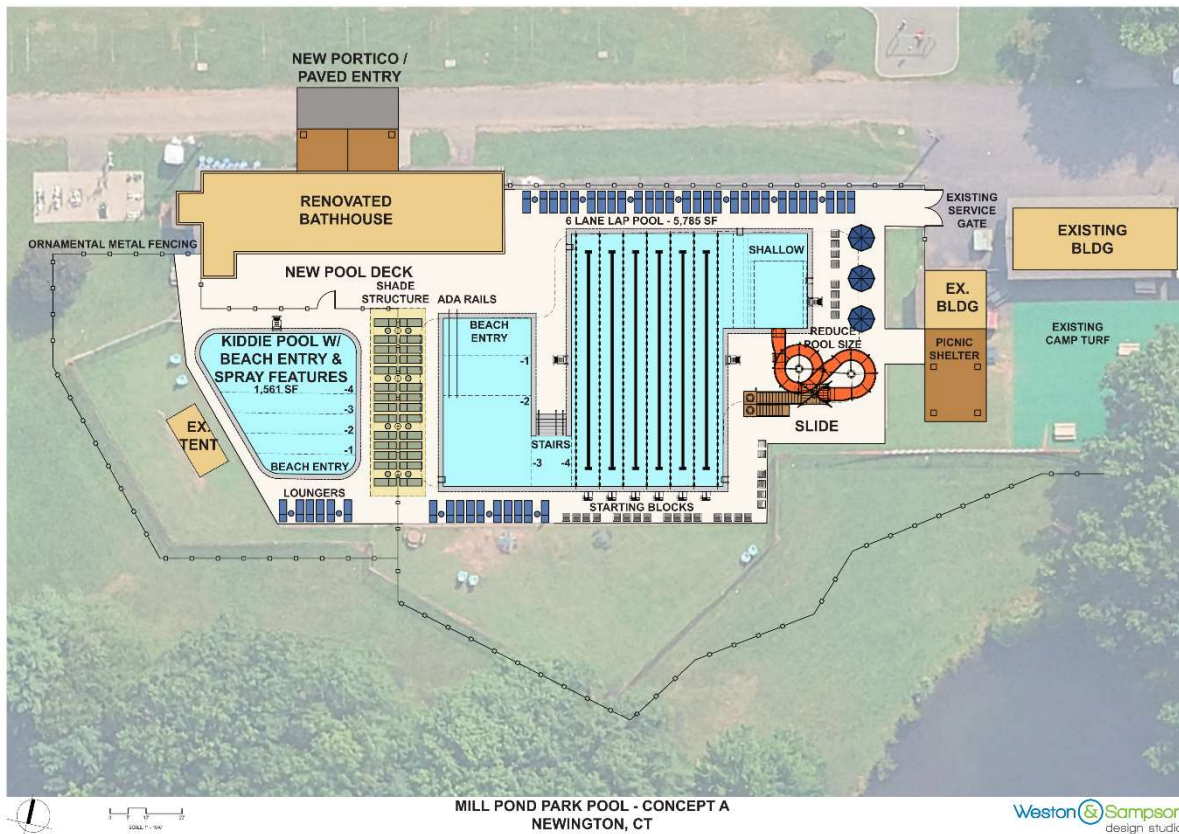 NEW PORTICO /
PAVED ENTRY
RENOVATED
BATHHOUSE
ORNAMENTAL METAL FENCING
NEW POOL DECK
SHADE
STRUCTURE
ADA RAILS
6 LANE LAP POOL - 5,785 SF
SHALLOW
EXISTING
SERVICE
GATE
EXISTING
BLDG
EX.
BLDG
PICNIC
SHELTER
EXISTING
CAMP TURF
BEACH
ENTRY
-1
-2
STAIRS
-3 -4
REDUCE
POOL SIZE
SLIDE
KIDDIE POOL W/
BEACH ENTRY &
SPRAY FEATURES
1,561 SF
-4
-3
-2
-1
BEACH ENTRY
EX.
TENT
LOUNGERS
STARTING BLOCKS
MILL POND PARK POOL - CONCEPT A
NEWINGTON, CT
Weston & Sampson
design studio